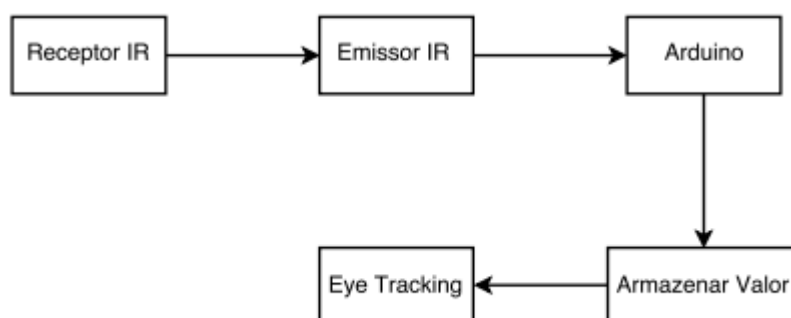 Receptor IR
Emissor IR
Arduino
Eye Tracking
Armazenar Valor